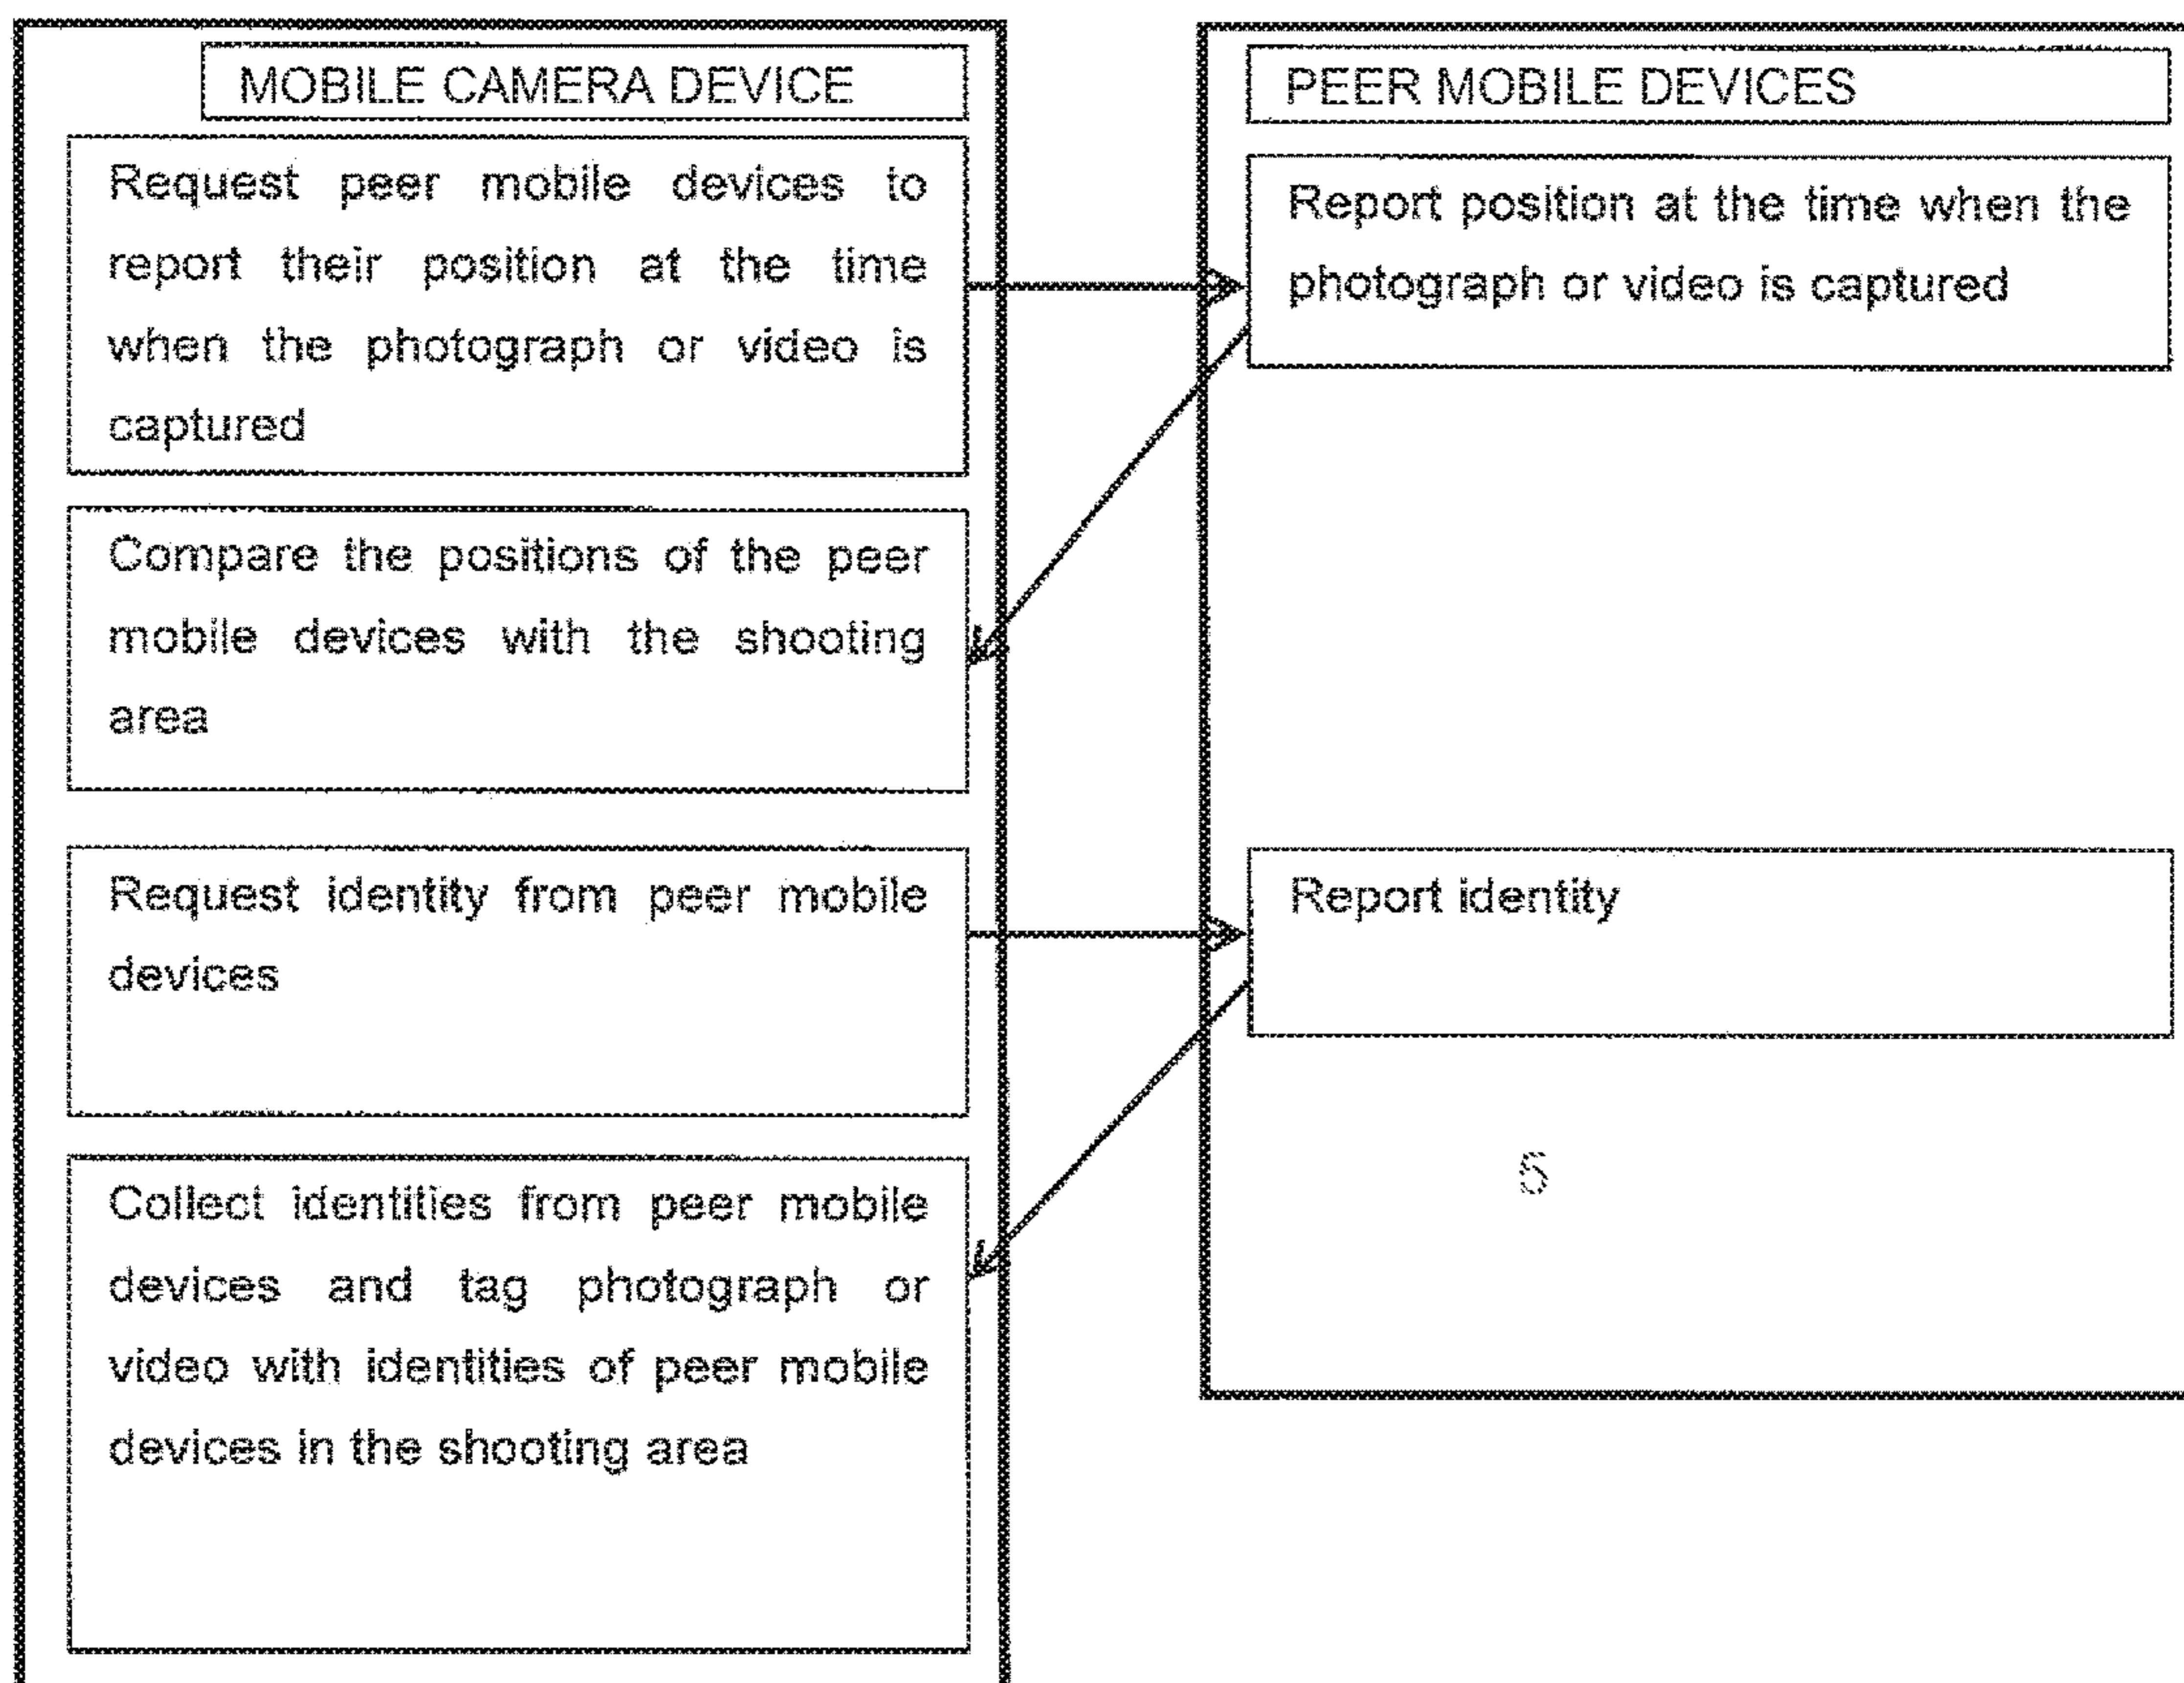 MOBILE CAMERA DEVICE
Request peer mobile devices to
report their position at the time
when the photograph or video is
captured
Compare the positions of the peer
mobile devices with the shooting
area
Request identity from peer mobile
devices
Collect identities from peer mobile
devices and tag photograph or
video with identities of peer mobile
devices in the shooting area
PEER MOBILE DEVICES
Report position at the time when the
photograph or video is captured
Report identity
5